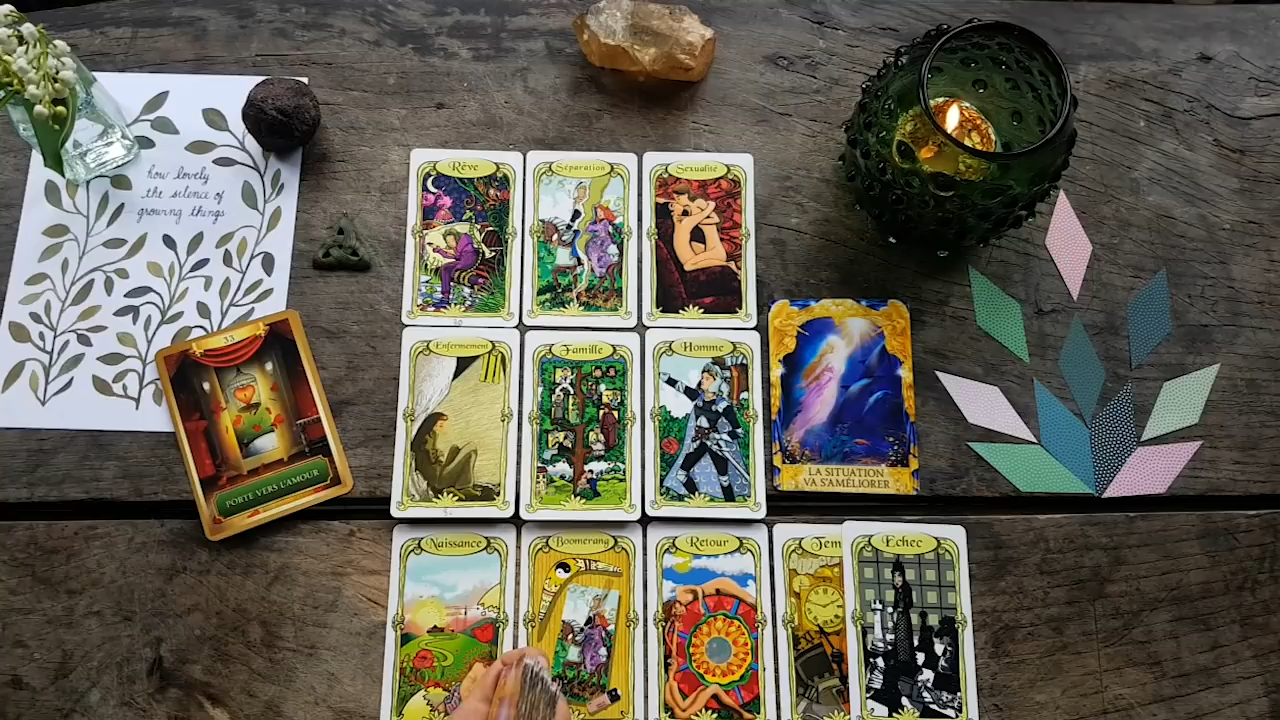 how lovely
the silence of
growing things
33
PORTE VERS L'AMOUR
Rêve
Séparation
Sexualité
Enfermement
Famille
Homme
LA SITUATION
VA S'AMÉLIORER
Naissance
Boomerang
Retour
Tem
Echec